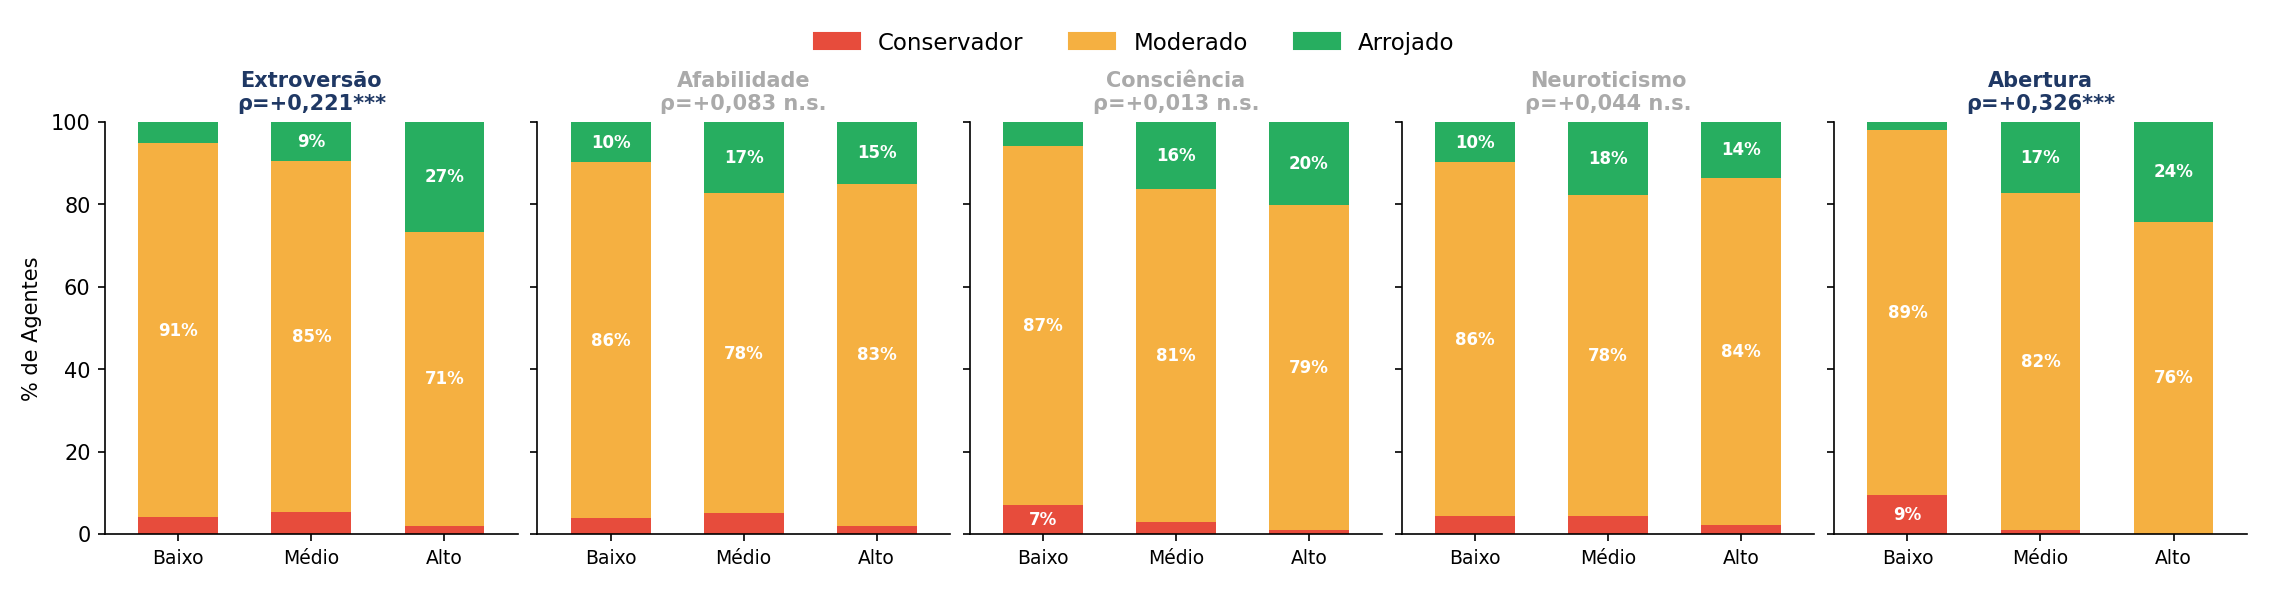 Conservador
Moderado
Arrojado
Extroversão
ρ=+0,221***
Afabilidade
ρ=+0,083 n.s.
Consciência
ρ=+0,013 n.s.
Neuroticismo
ρ=+0,044 n.s.
Abertura
ρ=+0,326***
% de Agentes
100
80
60
40
20
0
91%
9%
85%
27%
71%
Baixo
Médio
Alto
10%
86%
17%
78%
15%
83%
Baixo
Médio
Alto
87%
7%
16%
81%
20%
79%
Baixo
Médio
Alto
10%
86%
18%
78%
14%
84%
Baixo
Médio
Alto
89%
9%
17%
82%
24%
76%
Baixo
Médio
Alto